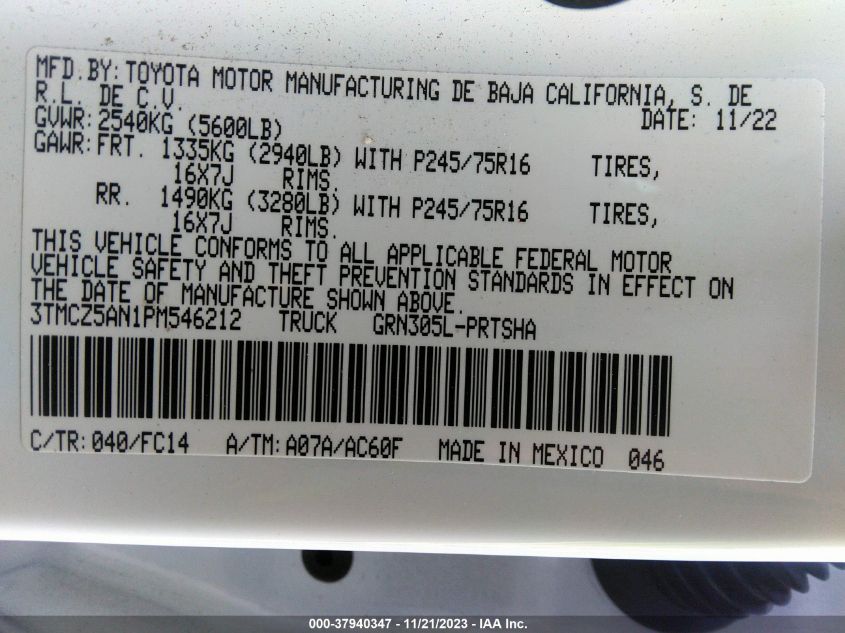 MFD.BY:TOYOTA MOTOR MANUFACTURING DE BAJA CALIFORNIA, S. DE
R.L. DE C.V.
DATE: 11/22
GVWR:2540KG (5600LB)
GAWR:FRT. 1335KG (2940LB) WITH P245/75R16 TIRES,
16X7J RIMS.
RR. 1490KG (3280LB) WITH P245/75R16 TIRES,
16X7J RIMS.
THIS VEHICLE CONFORMS TO ALL APPLICABLE FEDERAL MOTOR
VEHICLE SAFETY AND THEFT PREVENTION STANDARDS IN EFFECT ON
THE DATE OF MANUFACTURE SHOWN ABOVE.
3TMCZ5AN1PM546212 TRUCK GRN305L-PRTSHA
C/TR:040/FC14 A/TM:A07A/AC60F MADE IN MEXICO 046
000-37940347 - 11/21/2023 - IAA Inc.